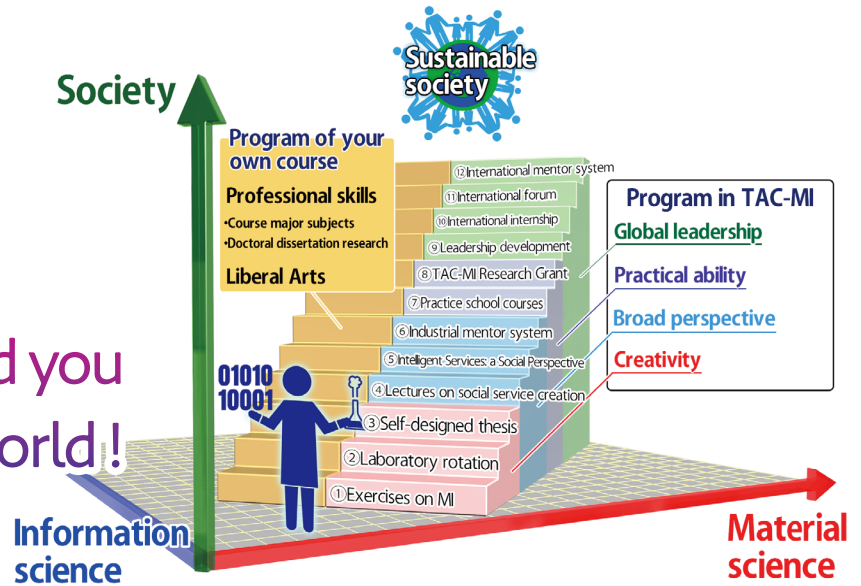 Sustainable
society
Society
Program of your
own course
Professional skills
•Course major subjects
•Doctoral dissertation research
Liberal Arts
⑫International mentor system
⑪International forum
⑩International internship
⑨Leadership development
⑧TAC-MI Research Grant
⑦Practice school courses
⑥Industrial mentor system
⑤Intelligent Services: a Social Perspective
④Lectures on social service creation
③Self-designed thesis
②Laboratory rotation
①Exercises on MI
Program in TAC-MI
Global leadership
Practical ability
Broad perspective
Creativity
01010
10001
d you
orld !
Information
science
Material
science